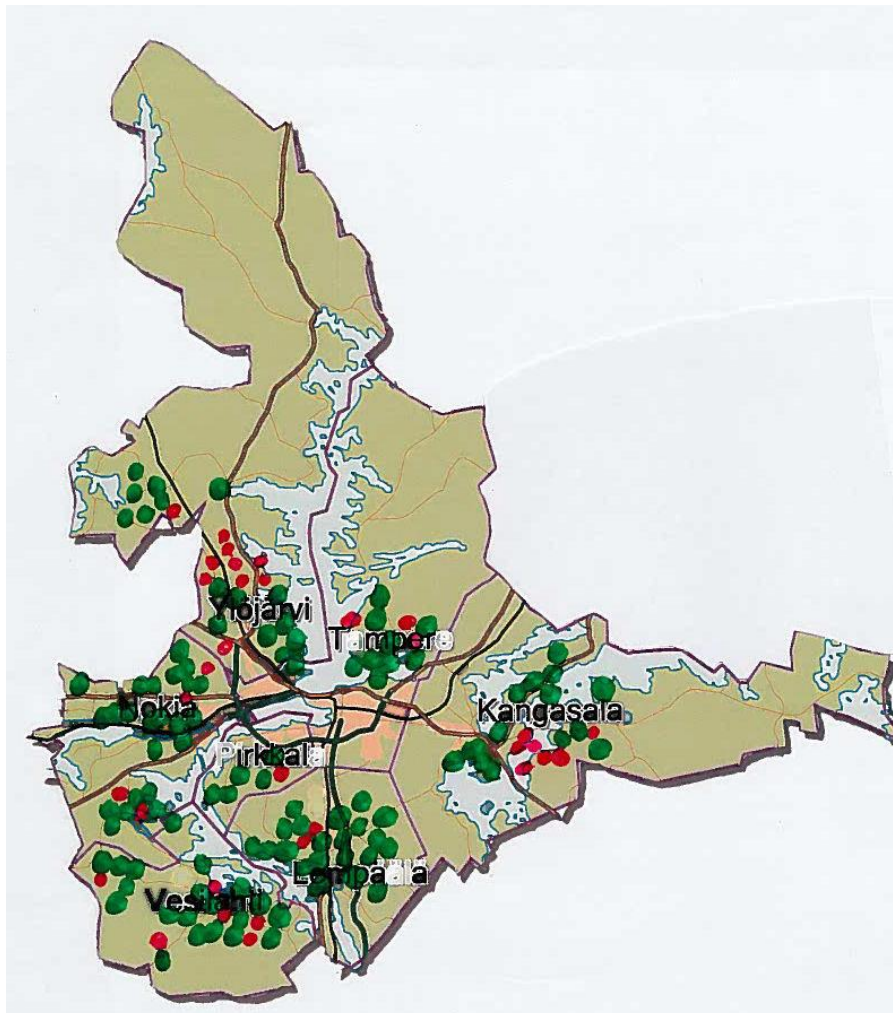 Ylöjärvi
Tampere
Nokia
Kangasala
Pirkkala
Lempäälä
Vesilahti